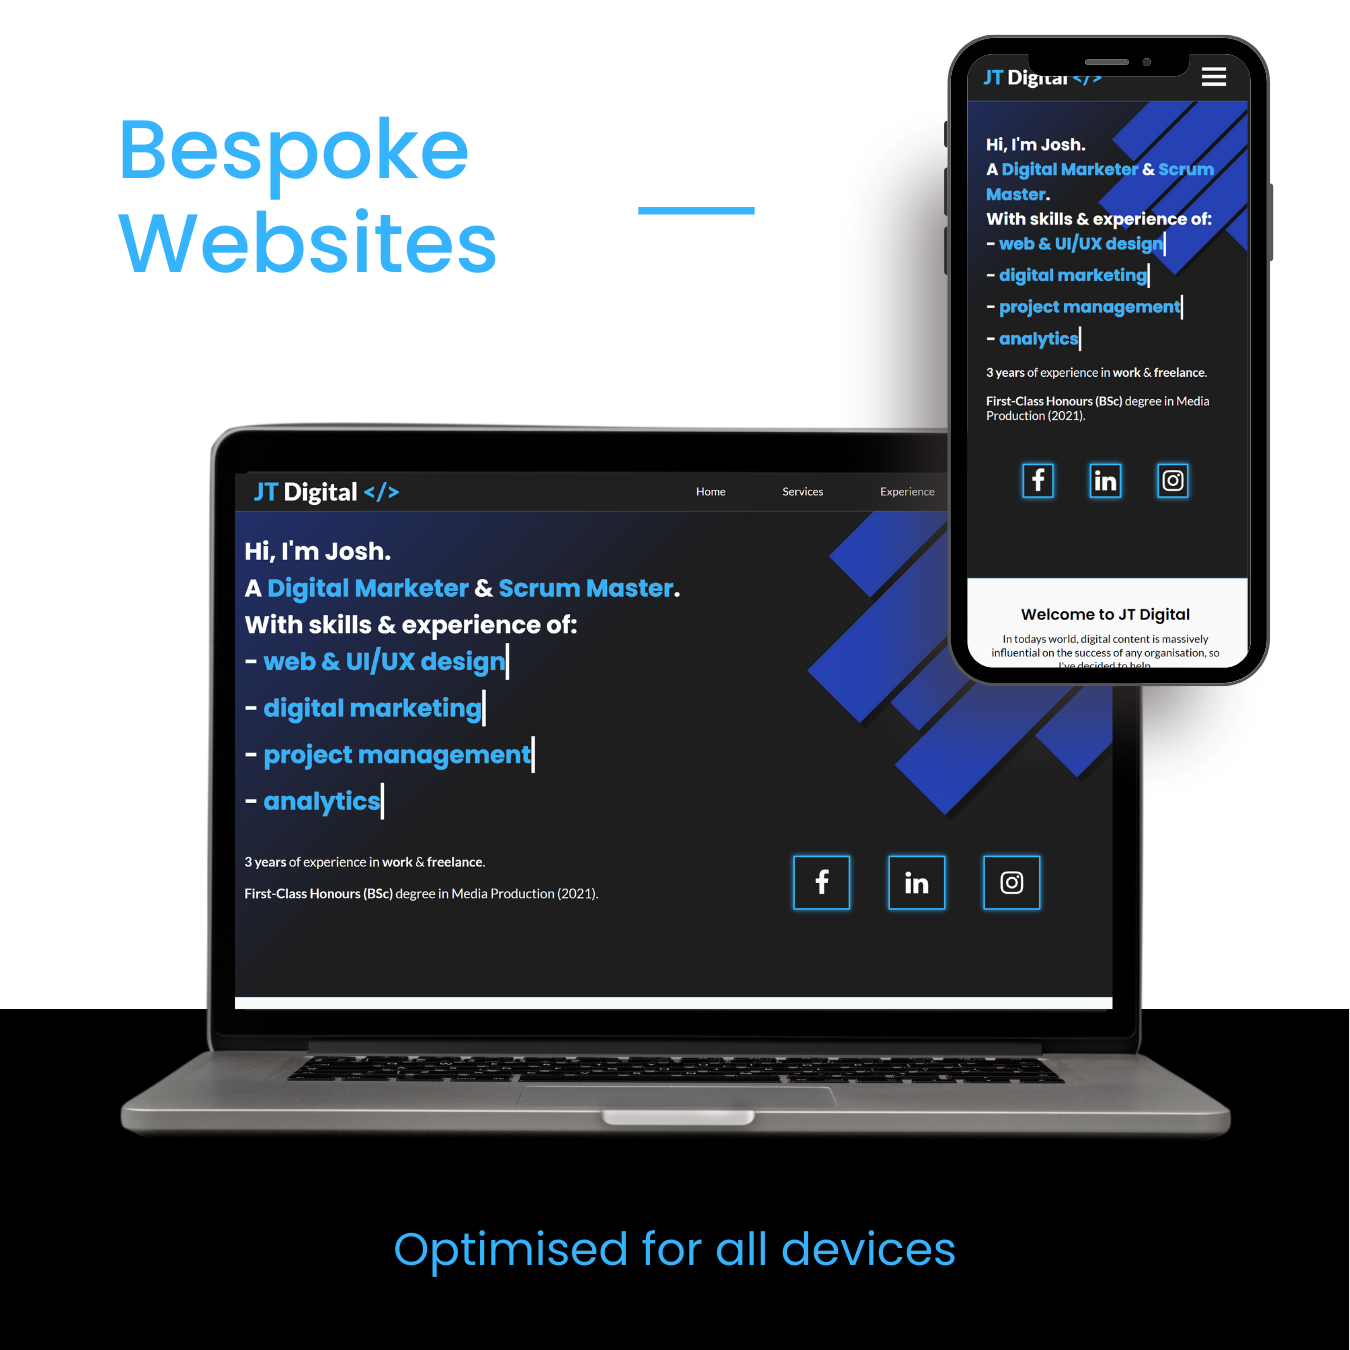 Bespoke
Websites
JT Digital </>
Hi, I'm Josh.
A Digital Marketer & Scrum
Master.
With skills & experience of:
- web & UI/UX design
- digital marketing
- project management
- analytics
3 years of experience in work & freelance.
First-Class Honours (BSc) degree in Media
Production (2021).
f
in
Welcome to JT Digital
In todays world, digital content is massively
influential on the success of any organisation, so
I've decided to help
JT Digital </>
Home Services Experience
Hi, I'm Josh.
A Digital Marketer & Scrum Master.
With skills & experience of:
- web & UI/UX design
- digital marketing
- project management
- analytics
3 years of experience in work & freelance.
First-Class Honours (BSc) degree in Media Production (2021).
f
in
Optimised for all devices